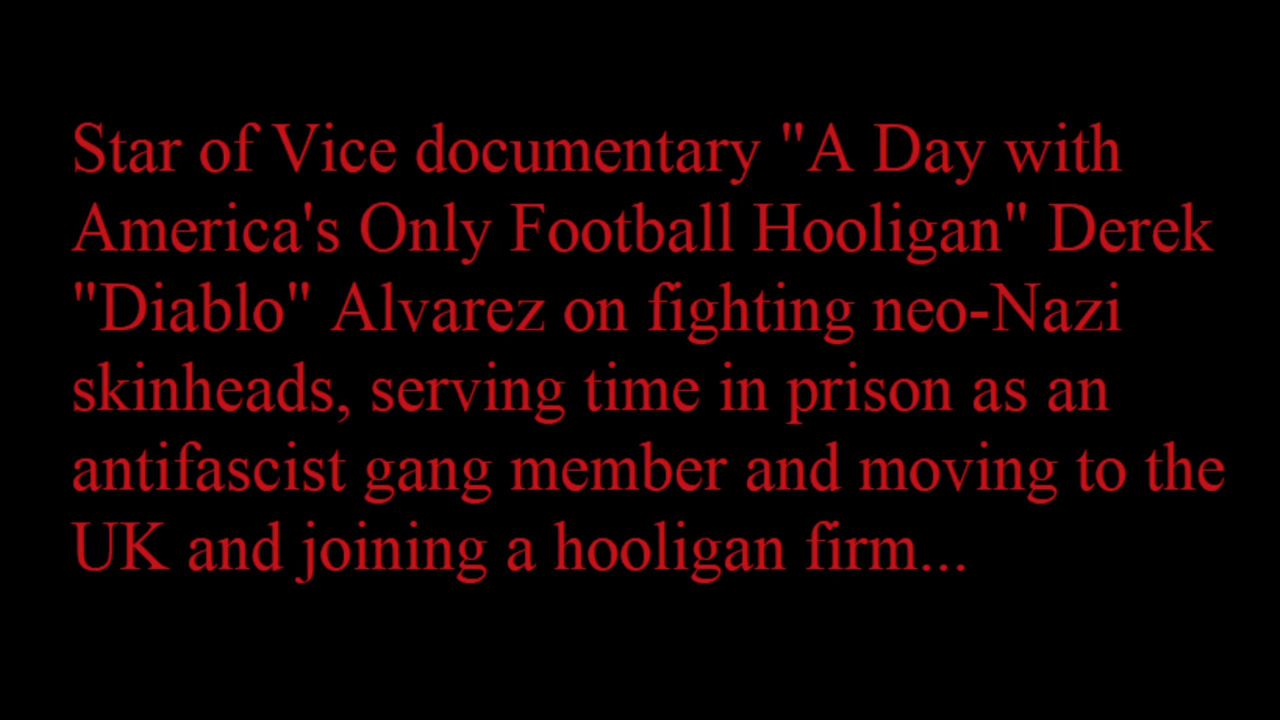 Star of Vice documentary "A Day with
America's Only Football Hooligan" Derek
"Diablo" Alvarez on fighting neo-Nazi
skinheads, serving time in prison as an
antifascist gang member and moving to the
UK and joining a hooligan firm...